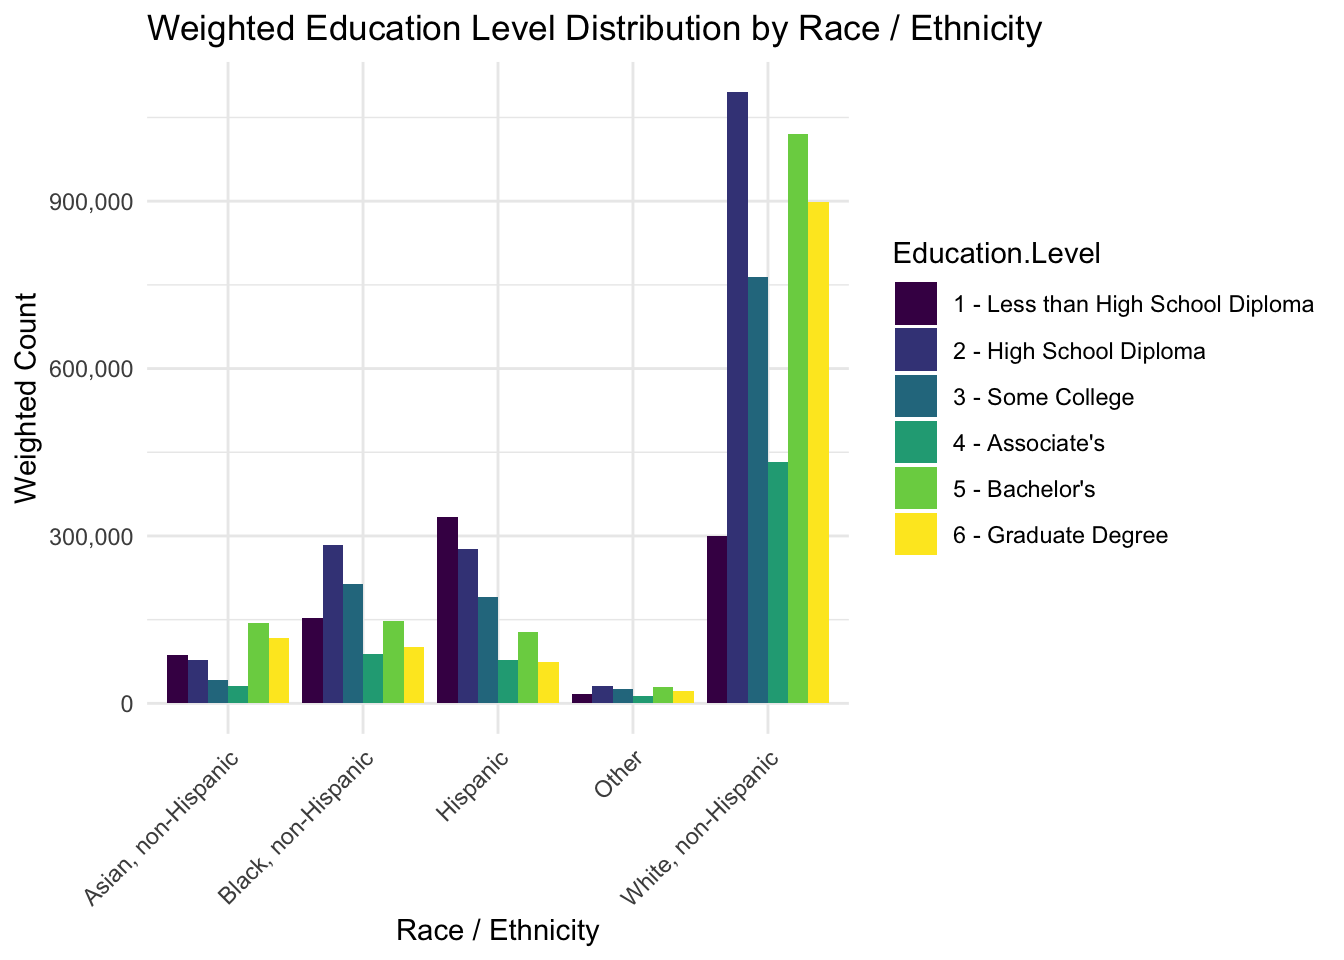 Weighted Education Level Distribution by Race / Ethnicity
Weighted Count
900,000
600,000
300,000
0
Asian, non-Hispanic
Black, non-Hispanic
Hispanic
Other
White, non-Hispanic
Race / Ethnicity
Education.Level
1 - Less than High School Diploma
2 - High School Diploma
3 - Some College
4 - Associate's
5 - Bachelor's
6 - Graduate Degree